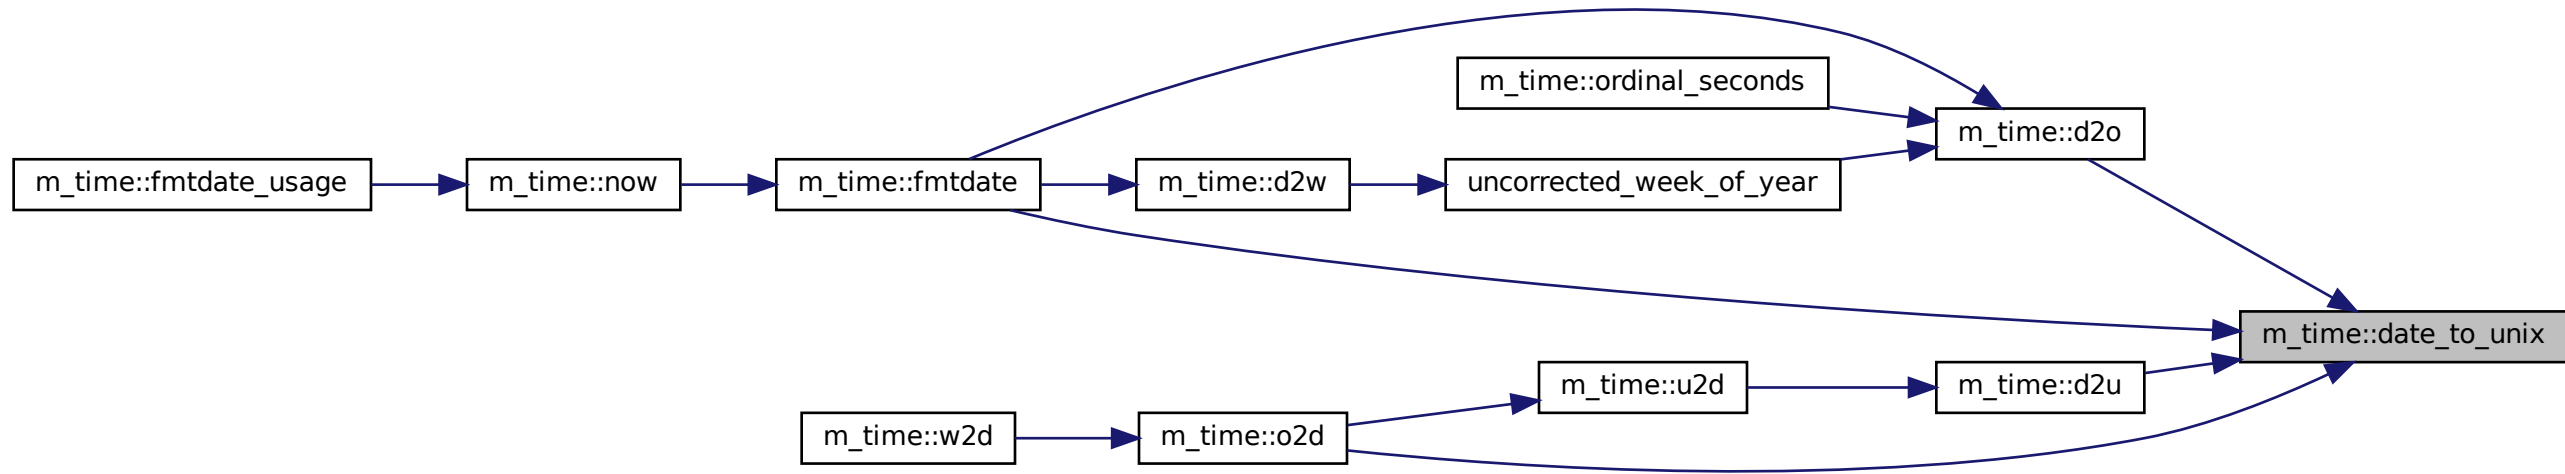 m_time::ordinal_seconds
m_time::d2o
m_time::fmtdate_usage
m_time::now
m_time::fmtdate
m_time::d2w
uncorrected_week_of_year
m_time::date_to_unix
m_time::u2d
m_time::d2u
m_time::w2d
m_time::o2d